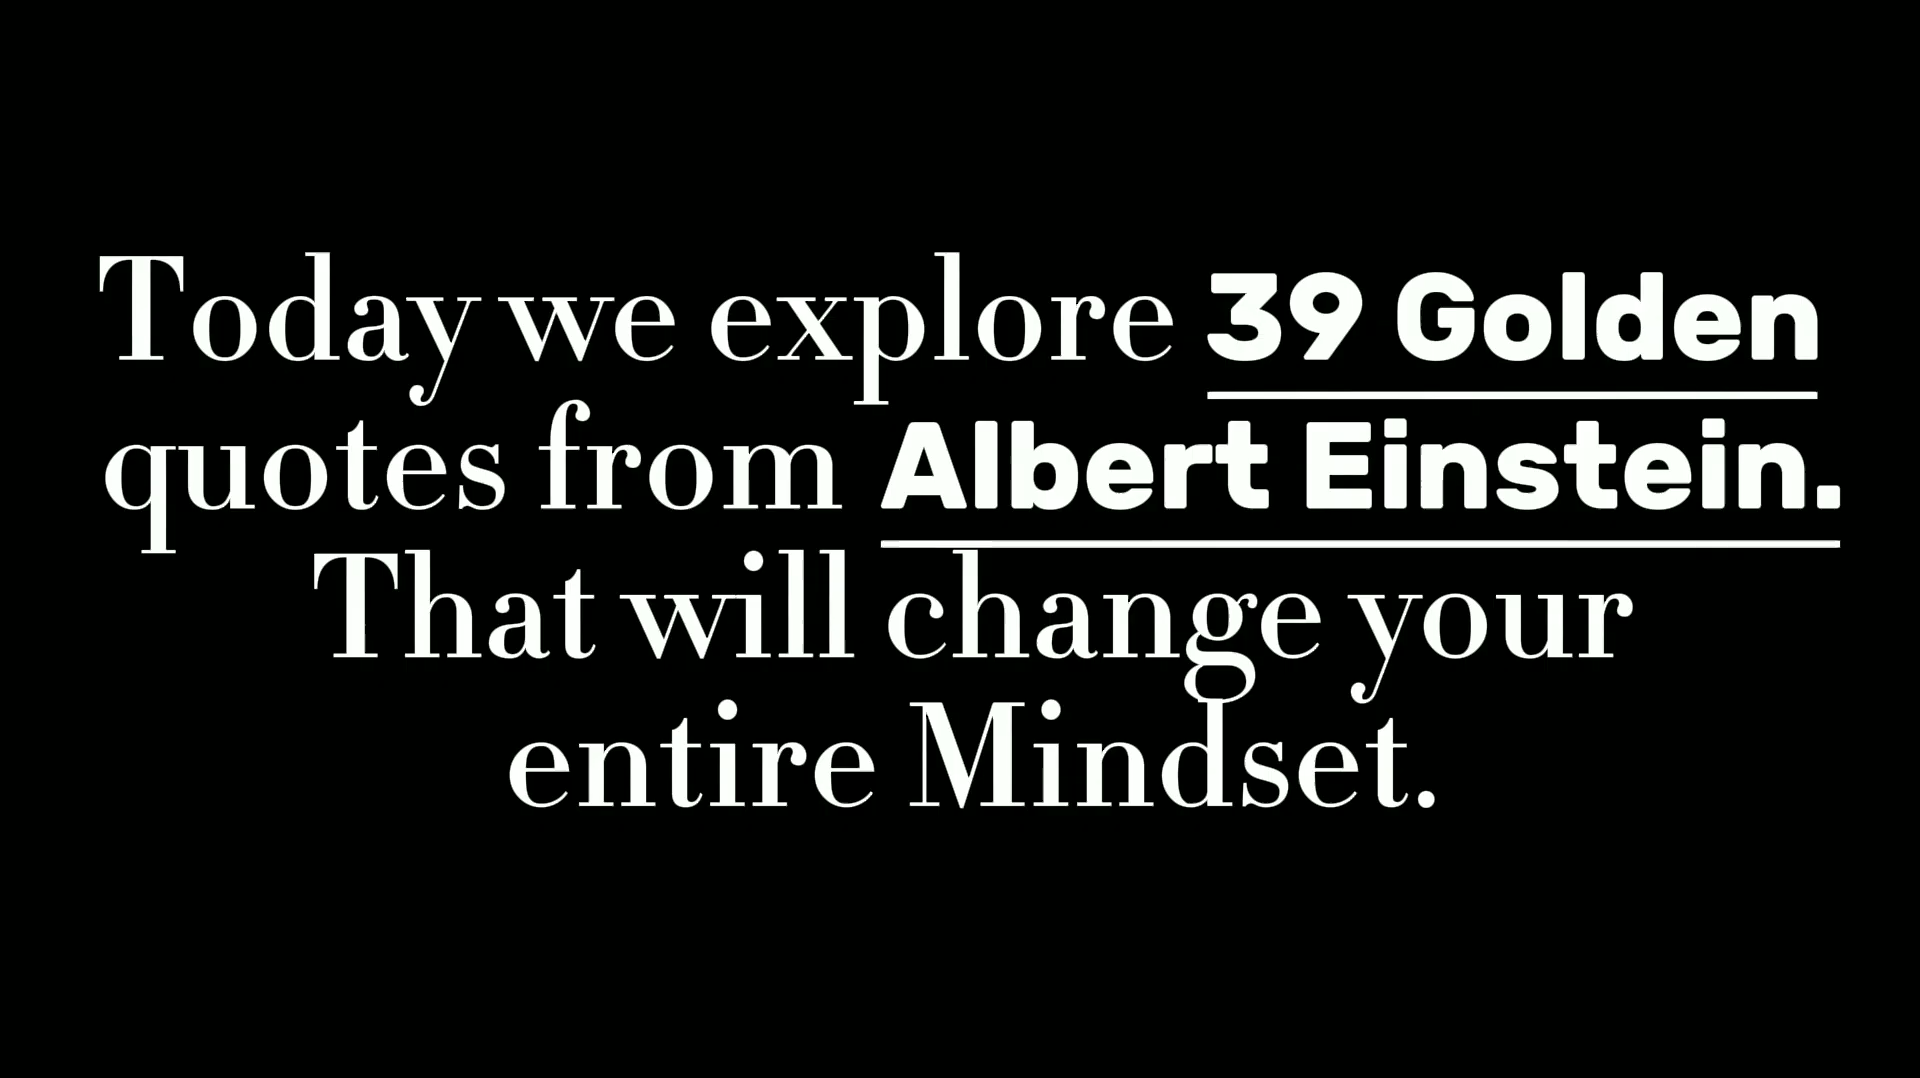 Today we explore 39 Golden
quotes from Albert Einstein.
That will change your
entire Mindset.